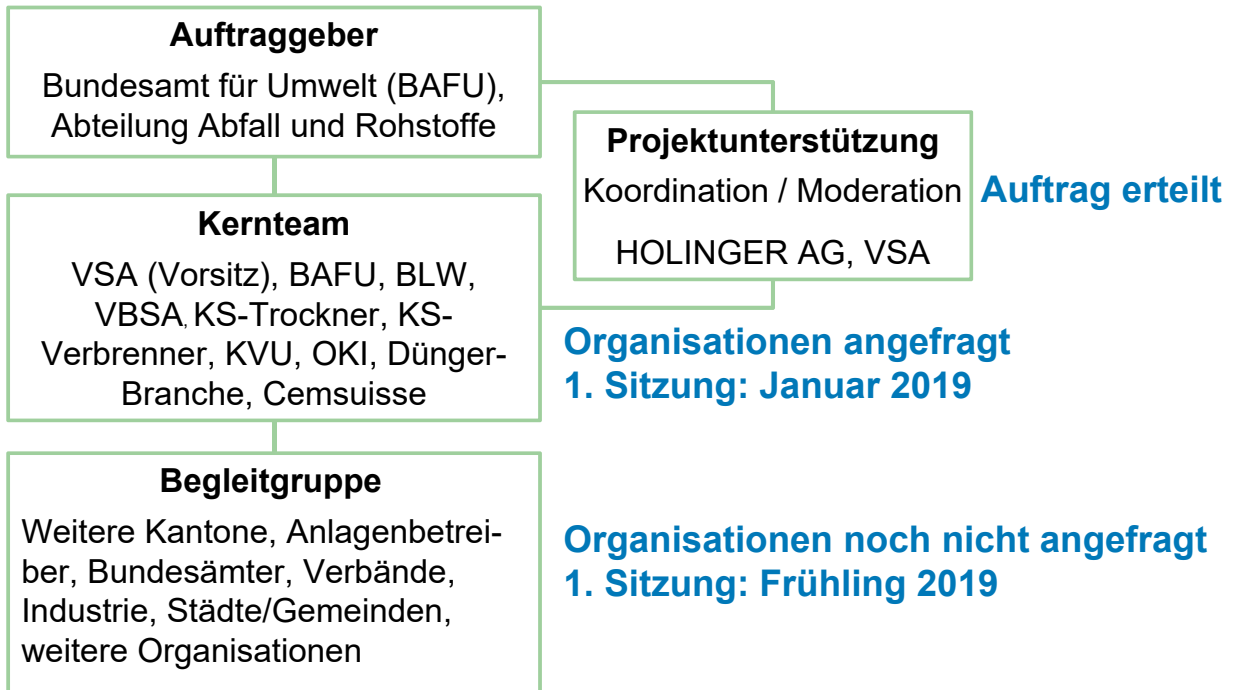 Auftraggeber
Bundesamt für Umwelt (BAFU),
Abteilung Abfall und Rohstoffe
Projektunterstützung
Koordination / Moderation
HOLINGER AG, VSA
Auftrag erteilt
Kernteam
VSA (Vorsitz), BAFU, BLW,
VBSA, KS-Trockner, KS-
Verbrenner, KVU, OKI, Dünger-
Branche, Cemsuisse
Organisationen angefragt
1. Sitzung: Januar 2019
Begleitgruppe
Weitere Kantone, Anlagenbetrei-
ber, Bundesämter, Verbände,
Industrie, Städte/Gemeinden,
weitere Organisationen
Organisationen noch nicht angefragt
1. Sitzung: Frühling 2019